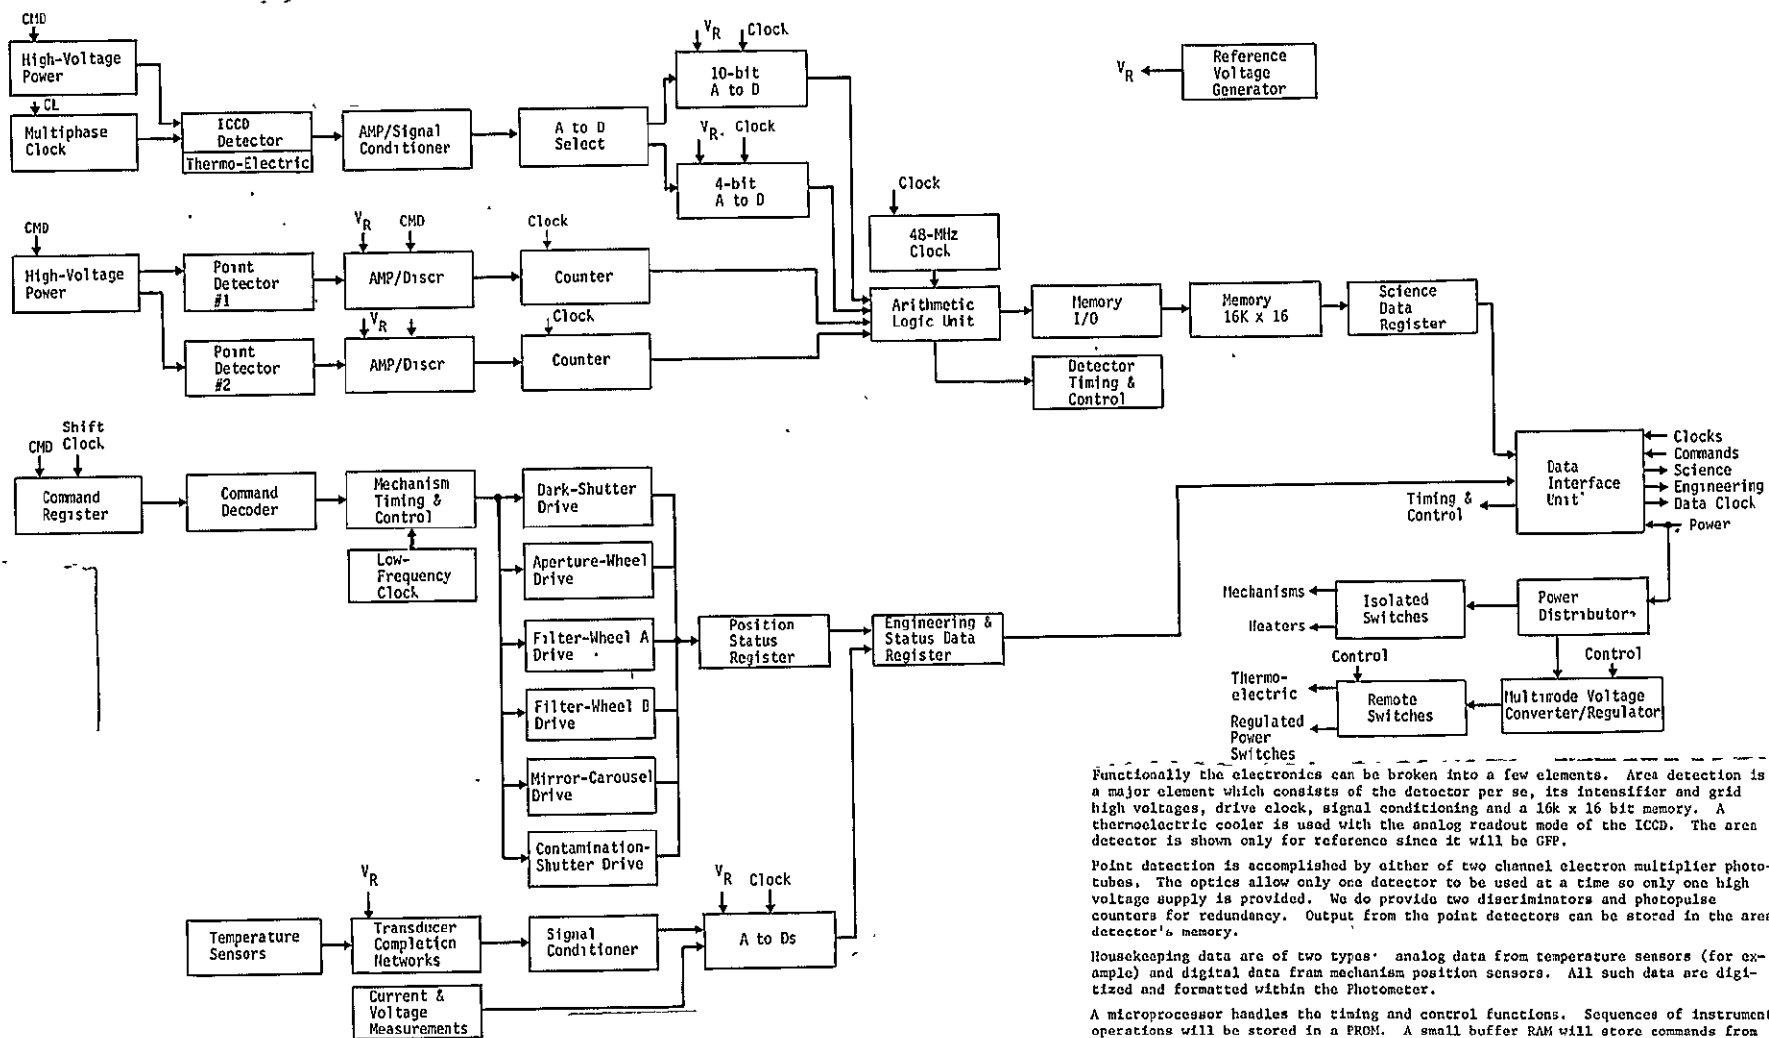 CMD
High-Voltage
Power
CL
Multiphase
Clock
ICCD
Detector
Thermo-Electric
AMP/Signal
Conditioner
A to D
Select
VR Clock
10-bit
A to D
VR Clock
4-bit
A to D
VR
Reference
Voltage
Generator
CMD
High-Voltage
Power
Point
Detector
#1
VR CMD
AMP/Discr
Clock
Counter
Point
Detector
#2
VR
AMP/Discr
Clock
Counter
Clock
48-MHz
Clock
Arithmetic
Logic Unit
Memory
I/O
Memory
16K x 16
Science
Data
Register
Detector
Timing &
Control
CMD
Shift
Clock
Command
Register
Command
Decoder
Mechanism
Timing &
Control
Low-
Frequency
Clock
Dark-Shutter
Drive
Aperture-Wheel
Drive
Filter-Wheel A
Drive
Filter-Wheel B
Drive
Mirror-Carousel
Drive
Contamination-
Shutter Drive
Position
Status
Register
Engineering &
Status Data
Register
Data
Interface
Unit
Clocks
Commands
Science
Engineering
Data Clock
Power
Timing &
Control
Mechanisms
Heaters
Isolated
Switches
Power
Distributor
Control
Thermo-
electric
Regulated
Power
Switches
Remote
Switches
Control
Multimode Voltage
Converter/Regulator
Temperature
Sensors
VR
Transducer
Completion
Networks
Signal
Conditioner
VR Clock
A to Ds
Current &
Voltage
Measurements
Functionally the electronics can be broken into a few elements. Area detection is
a major element which consists of the detector per se, its intensifier and grid
high voltages, drive clock, signal conditioning and a 16k x 16 bit memory. A
thermoelectric cooler is used with the analog readout mode of the ICCD. The area
detector is shown only for reference since it will be GFP.
Point detection is accomplished by either of two channel electron multiplier photo-
tubes. The optics allow only one detector to be used at a time so only one high
voltage supply is provided. We do provide two discriminators and photopulse
counters for redundancy. Output from the point detectors can be stored in the area
detector's memory.
Housekeeping data are of two types: analog data from temperature sensors (for ex-
ample) and digital data from mechanism position sensors. All such data are digi-
tized and formatted within the Photometer.
A microprocessor handles the timing and control functions. Sequences of instrument
operations will be stored in a PROM. A small buffer RAM will store commands from